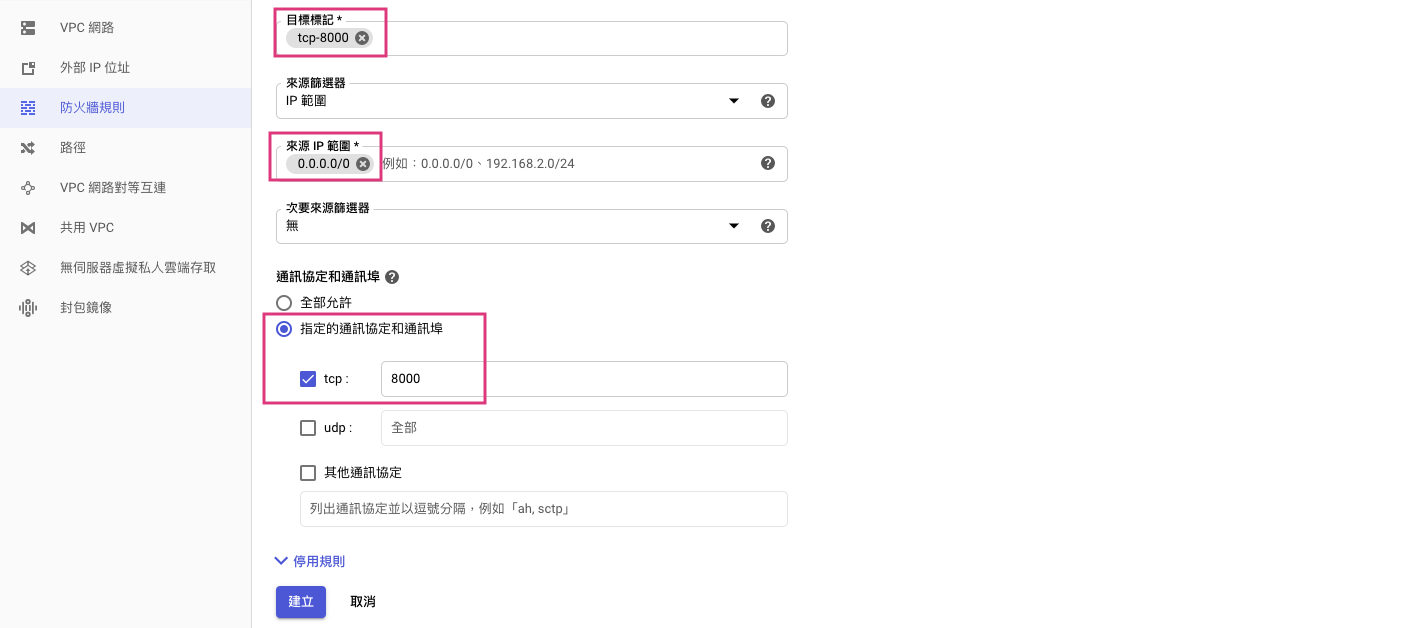 VPC 網路
外部 IP 位址
防火牆規則
路徑
VPC 網路對等互連
共用 VPC
無伺服器虛擬私人雲端存取
封包鏡像
目標標記 *
tcp-8000
來源篩選器
IP 範圍
來源 IP 範圍 *
0.0.0.0/0 例如：0.0.0.0/0、192.168.2.0/24
次要來源篩選器
無
通訊協定和通訊埠
全部允許
指定的通訊協定和通訊埠
tcp : 8000
udp : 全部
其他通訊協定
列出通訊協定並以逗號分隔，例如「ah, sctp」
停用規則
建立 取消